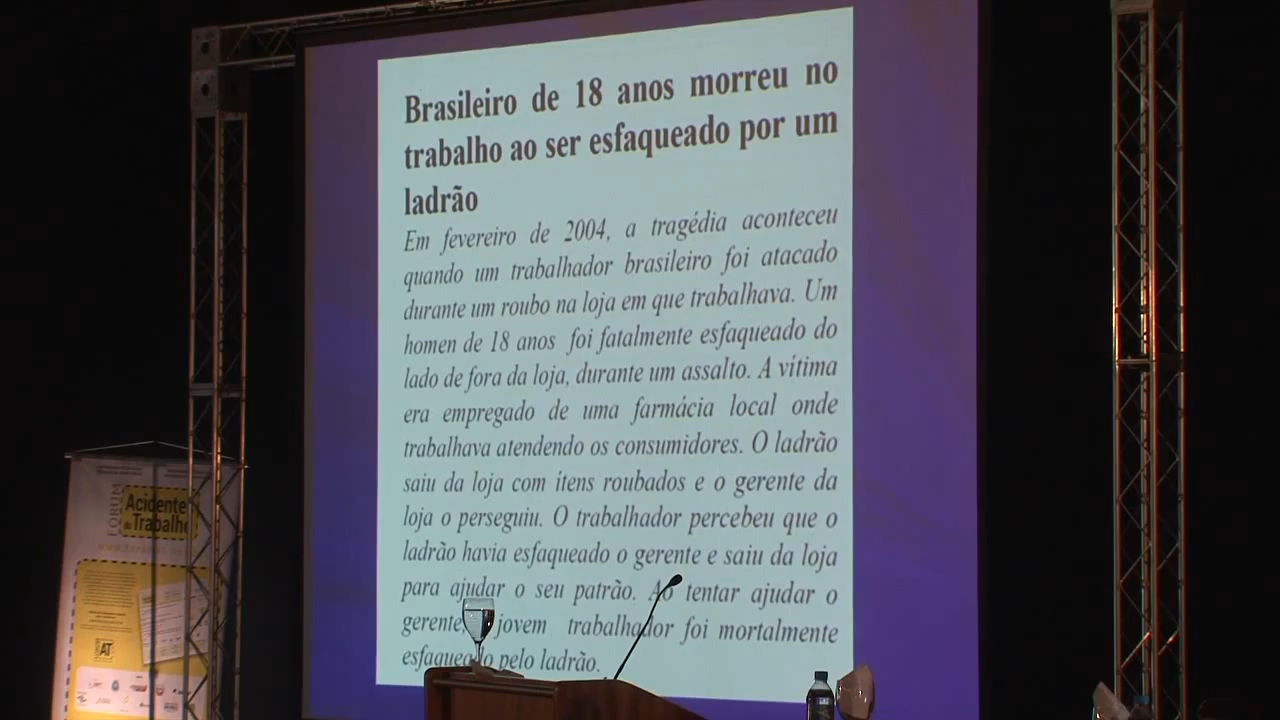 Brasileiro de 18 anos morreu no
trabalho ao ser esfaqueado por um
ladrão
Em fevereiro de 2004, a tragédia aconteceu
quando um trabalhador brasileiro foi atacado
durante um roubo na loja em que trabalhava. Um
homen de 18 anos foi fatalmente esfaqueado do
lado de fora da loja, durante um assalto. A vítima
era empregado de uma farmácia local onde
trabalhava atendendo os consumidores. O ladrão
saiu da loja com ítens roubados e o gerente da
loja o perseguiu. O trabalhador percebeu que o
ladrão havia esfaqueado o gerente e saiu da loja
para ajudar o seu patrão. Ao tentar ajudar o
gerente, jovem trabalhador foi mortalmente
esfaqueado pelo ladrão.
FÓRUM
Acidente
Trabalho
AT